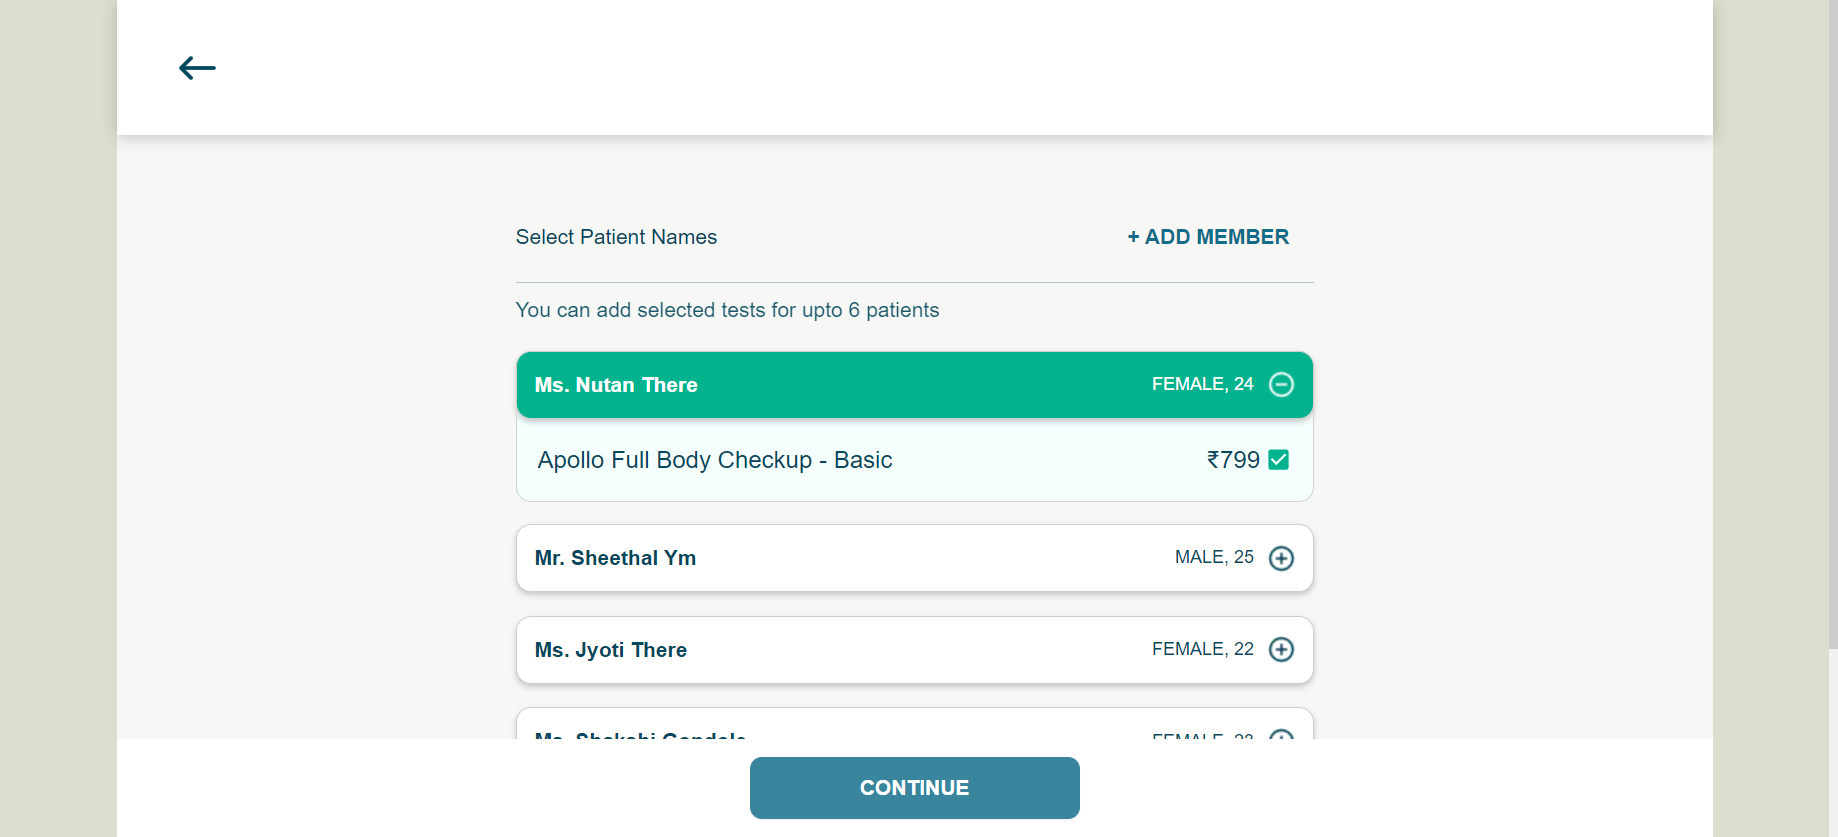 Select Patient Names
+ ADD MEMBER
You can add selected tests for upto 6 patients
Ms. Nutan There
FEMALE, 24
Apollo Full Body Checkup - Basic
₹799
Mr. Sheethal Ym
MALE, 25
Ms. Jyoti There
FEMALE, 22
CONTINUE